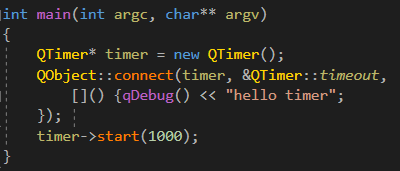 int main(int argc, char** argv)
{
    QTimer* timer = new QTimer();
    QObject::connect(timer, &QTimer::timeout,
        []() {qDebug() << "hello timer";
    });
    timer->start(1000);
}